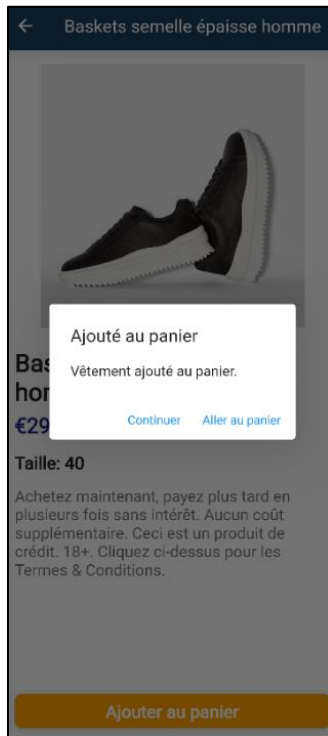 Baskets semelle épaisse homme
Ajouté au panier
Vêtement ajouté au panier.
Continuer Aller au panier
Bas
hom
€29
Taille: 40
Achetez maintenant, payez plus tard en
plusieurs fois sans intérêt. Aucun coût
supplémentaire. Ceci est un produit de
crédit. 18+. Cliquez ci-dessus pour les
Termes & Conditions.
Ajouter au panier